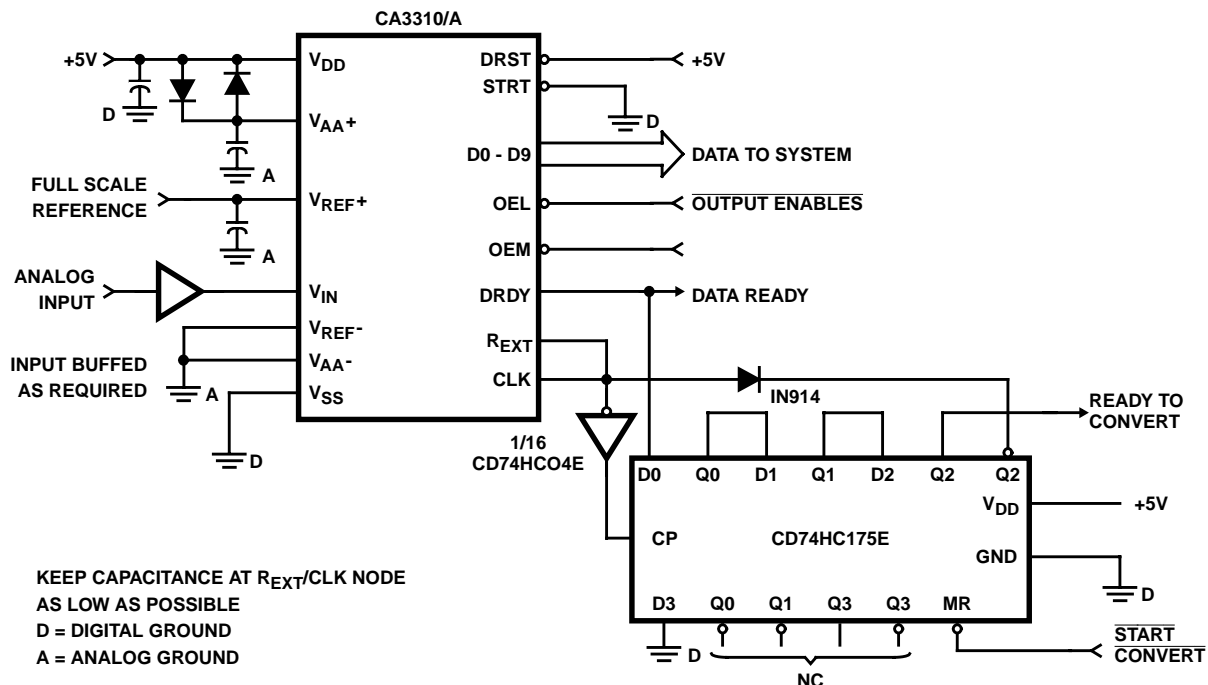 CA3310/A
+5V
D
A
FULL SCALE
REFERENCE
A
ANALOG
INPUT
INPUT BUFFED
AS REQUIRED
A
D
VDD
VAA+
VREF+
VIN
VREF-
VAA-
VSS
DRST
STRT
D0 - D9
OEL
OEM
DRDY
REXT
CLK
+5V
D
DATA TO SYSTEM
OUTPUT ENABLES
DATA READY
IN914
READY TO
CONVERT
1/16
CD74HCO4E
D0 Q0 D1 Q1 D2 Q2 Q2
VDD
+5V
CP CD74HC175E
GND
D
D3 Q0 Q1 Q3 Q3 MR
D
NC
START
CONVERT
KEEP CAPACITANCE AT REXT/CLK NODE
AS LOW AS POSSIBLE
D = DIGITAL GROUND
A = ANALOG GROUND